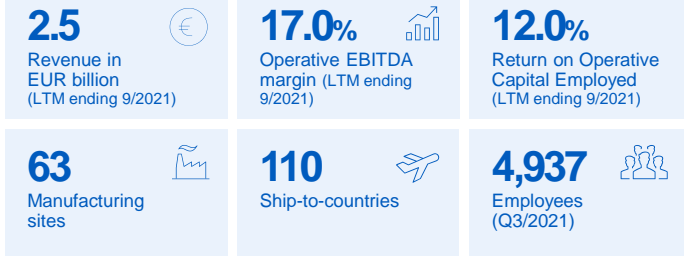 2.5
Revenue in
EUR billion
(LTM ending 9/2021)
17.0%
Operative EBITDA
margin (LTM ending
9/2021)
12.0%
Return on Operative
Capital Employed
(LTM ending 9/2021)
63
Manufacturing
sites
110
Ship-to-countries
4,937
Employees
(Q3/2021)